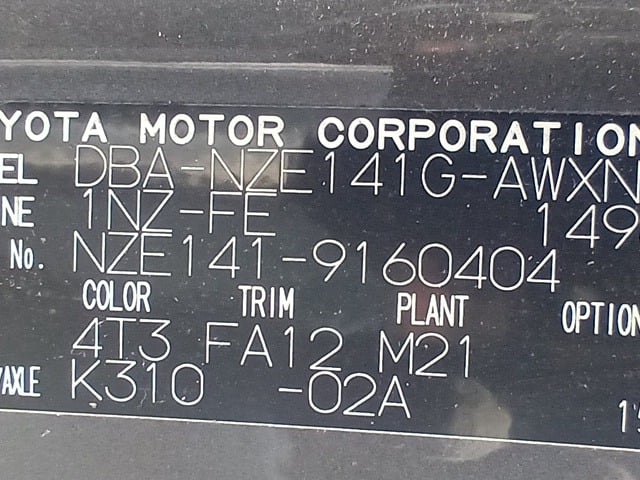 YOTA MOTOR CORPORATION
EL DBA-NZE141G-AWXN
NE 1NZ-FE 149
No. NZE141-9160404
COLOR TRIM PLANT OPTION
4T3 FA12 M21
/AXLE K310 -02A
15